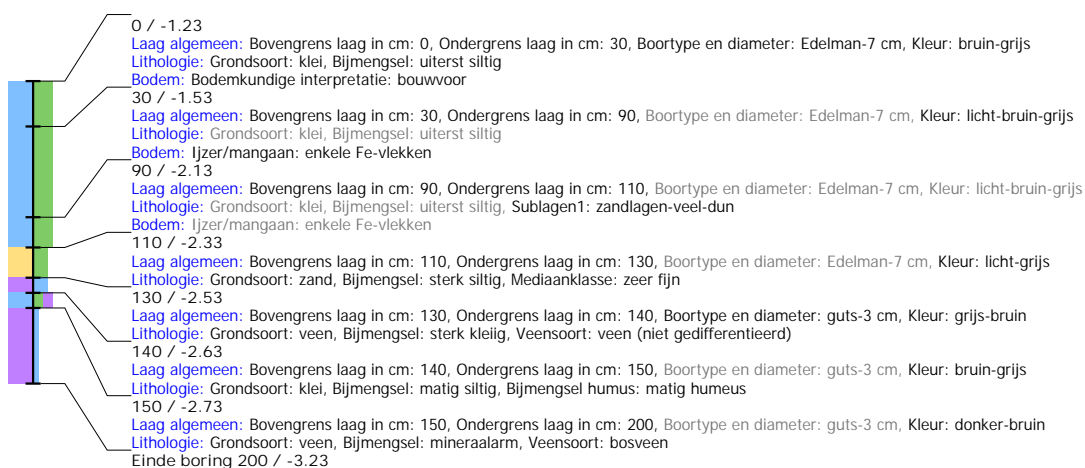 0 / -1.23
Laag algemeen: Bovengrens laag in cm: 0, Ondergrens laag in cm: 30, Boortype en diameter: Edelman-7 cm, Kleur: bruin-grijs
Lithologie: Grondsoort: klei, Bijmengsel: uiterst siltig
Bodem: Bodemkundige interpretatie: bouwvoor
30 / -1.53
Laag algemeen: Bovengrens laag in cm: 30, Ondergrens laag in cm: 90, Boortype en diameter: Edelman-7 cm, Kleur: licht-bruin-grijs
Lithologie: Grondsoort: klei, Bijmengsel: uiterst siltig
Bodem: Ijzer/mangaan: enkele Fe-vlekken
90 / -2.13
Laag algemeen: Bovengrens laag in cm: 90, Ondergrens laag in cm: 110, Boortype en diameter: Edelman-7 cm, Kleur: licht-bruin-grijs
Lithologie: Grondsoort: klei, Bijmengsel: uiterst siltig, Sublagen1: zandlagen-veel-dun
Bodem: Ijzer/mangaan: enkele Fe-vlekken
110 / -2.33
Laag algemeen: Bovengrens laag in cm: 110, Ondergrens laag in cm: 130, Boortype en diameter: Edelman-7 cm, Kleur: licht-grijs
Lithologie: Grondsoort: zand, Bijmengsel: sterk siltig, Mediaanklasse: zeer fijn
130 / -2.53
Laag algemeen: Bovengrens laag in cm: 130, Ondergrens laag in cm: 140, Boortype en diameter: guts-3 cm, Kleur: grijs-bruin
Lithologie: Grondsoort: veen, Bijmengsel: sterk kleiig, Veensoort: veen (niet gedifferentieerd)
140 / -2.63
Laag algemeen: Bovengrens laag in cm: 140, Ondergrens laag in cm: 150, Boortype en diameter: guts-3 cm, Kleur: bruin-grijs
Lithologie: Grondsoort: klei, Bijmengsel: matig siltig, Bijmengsel humus: matig humeus
150 / -2.73
Laag algemeen: Bovengrens laag in cm: 150, Ondergrens laag in cm: 200, Boortype en diameter: guts-3 cm, Kleur: donker-bruin
Lithologie: Grondsoort: veen, Bijmengsel: mineraalarm, Veensoort: bosveen
Einde boring 200 / -3.23